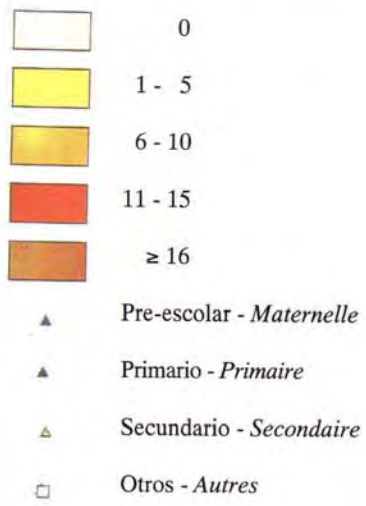 0
1 - 5
6 - 10
11 - 15
≥ 16
Pre-escolar - Maternelle
Primario - Primaire
Secundario - Secondaire
Otros - Autres